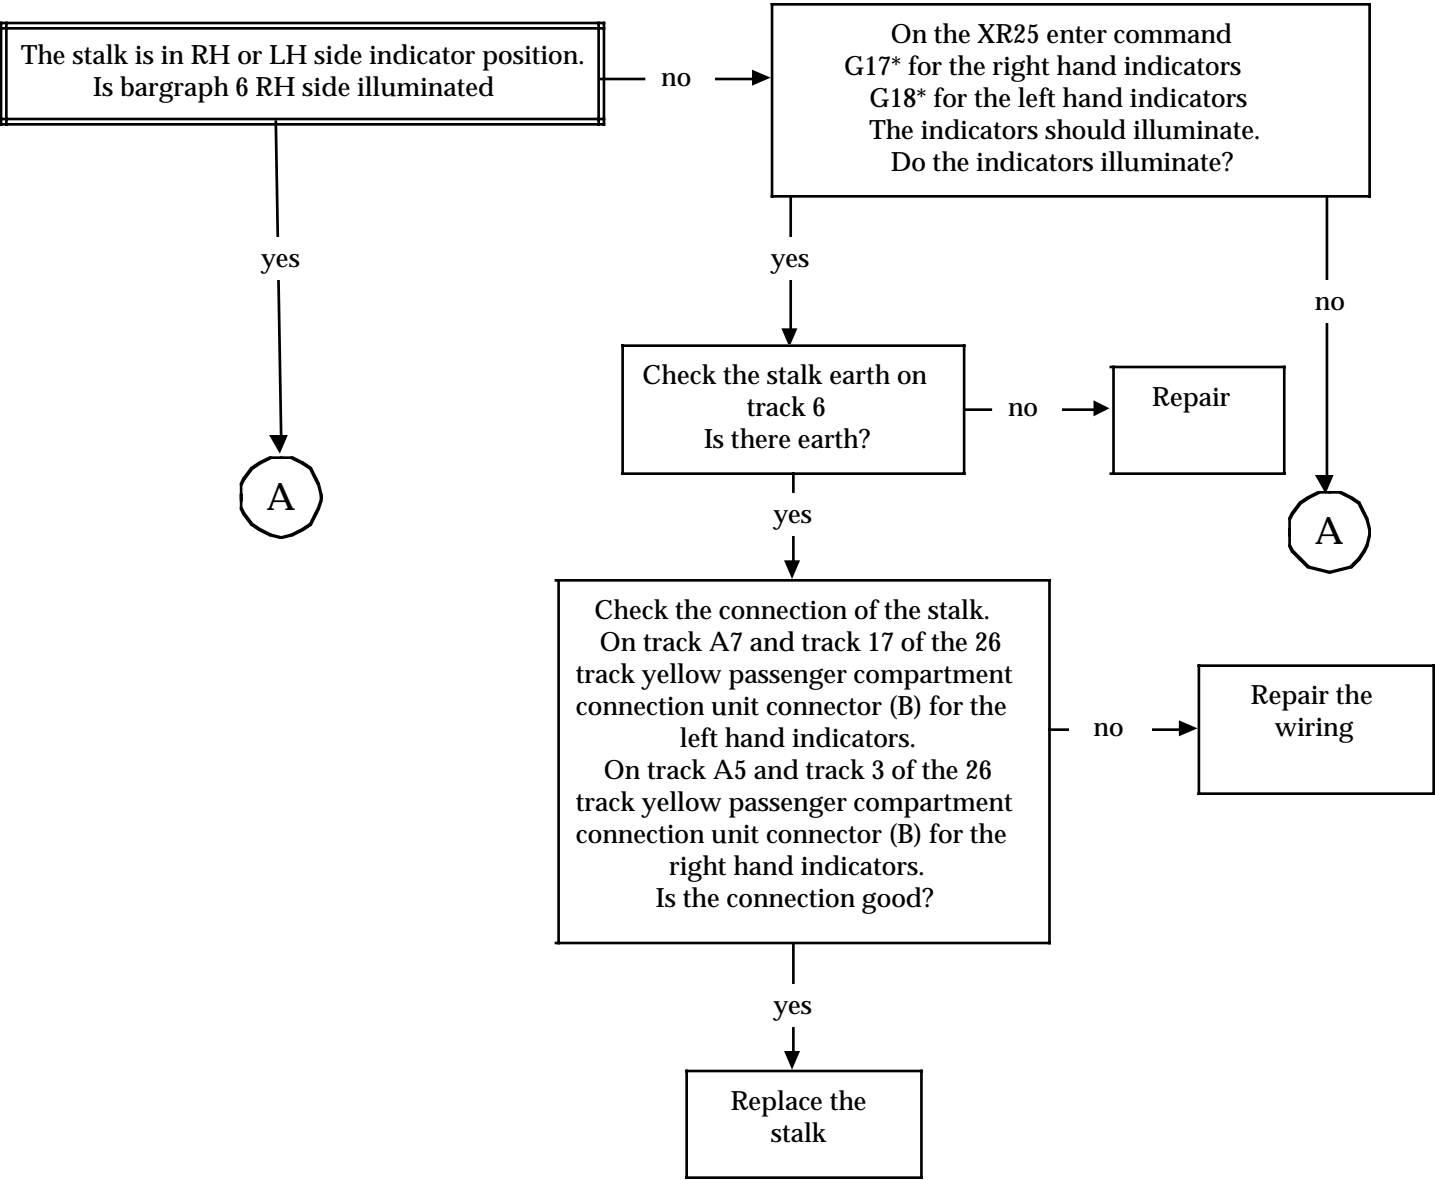 The stalk is in RH or LH side indicator position.
Is bargraph 6 RH side illuminated
no
On the XR25 enter command
G17* for the right hand indicators
G18* for the left hand indicators
The indicators should illuminate.
Do the indicators illuminate?
yes
yes
no
Check the stalk earth on
track 6
Is there earth?
no
Repair
A
yes
A
Check the connection of the stalk.
On track A7 and track 17 of the 26
track yellow passenger compartment
connection unit connector (B) for the
left hand indicators.
On track A5 and track 3 of the 26
track yellow passenger compartment
connection unit connector (B) for the
right hand indicators.
Is the connection good?
no
Repair the
wiring
yes
Replace the
stalk